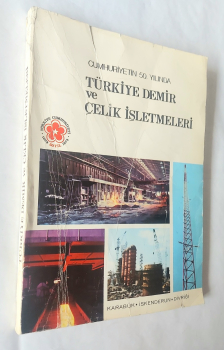 CUMHURİYETİN 50. YILINDA
TÜRKİYE DEMİR
ve
ÇELİK İŞLETMELERİ
KARABÜK - İSKENDERUN - DİVRİĞİ